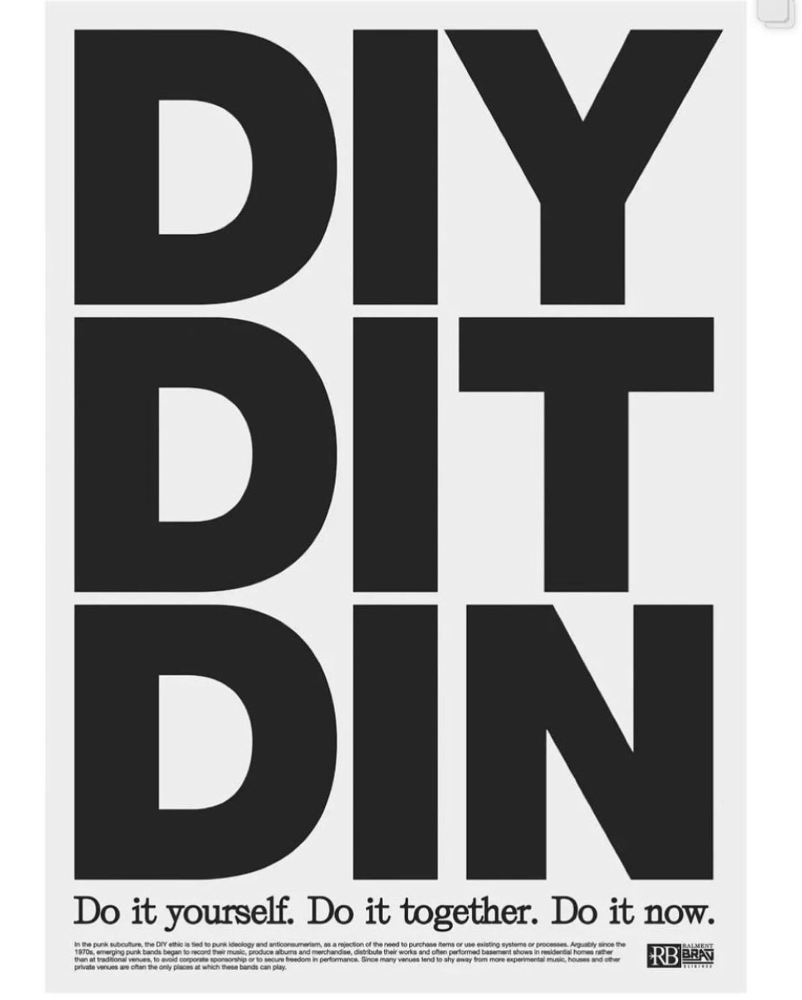 DIY
DIT
DIN
Do it yourself. Do it together. Do it now.
In the punk subculture, the DIY ethic is tied to punk ideology and anticonsumerism, as a rejection of the need to purchase items or use existing systems or processes. Arguably since the
1970s, emerging punk bands began to record their music, produce albums and merchandise, distribute their works and often performed basement shows in residential homes rather
than at traditional venues, to avoid corporate sponsorship or to secure freedom in performance. Since many venues tend to shy away from more experimental music, houses and other
private venues are often the only places at which these bands can play.
RB
RALMENT
BRAV